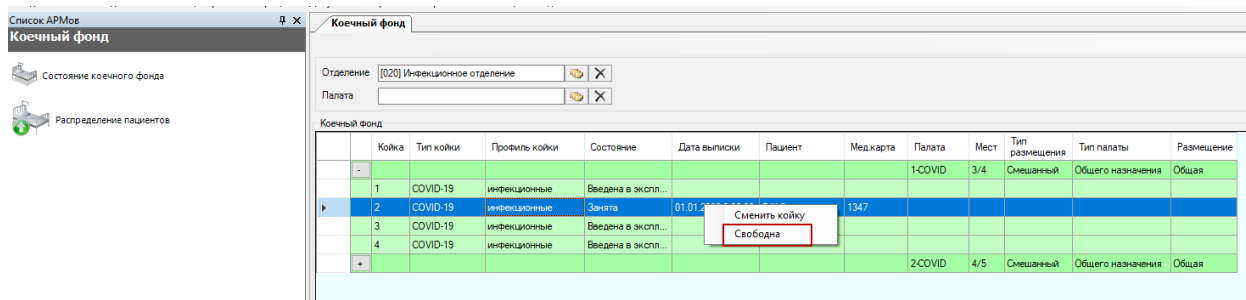 Список АРМов
Коечный фонд
Состояние коечного фонда
Распределение пациентов
Коечный фонд
Отделение [020] Инфекционное отделение
Палата
Коечный фонд
Койка Тип койки Профиль койки Состояние Дата выписки Пациент Мед.карта Палата Мест Тип размещения Тип палаты Размещение
- 1-COVID 3/4 Смешанный Общего назначения Общая
1 COVID-19 инфекционные Введена в экспл...
2 COVID-19 инфекционные Занята 01.01. 1347
Сменить койку
Свободна
3 COVID-19 инфекционные Введена в экспл...
4 COVID-19 инфекционные Введена в экспл...
+ 2-COVID 4/5 Смешанный Общего назначения Общая